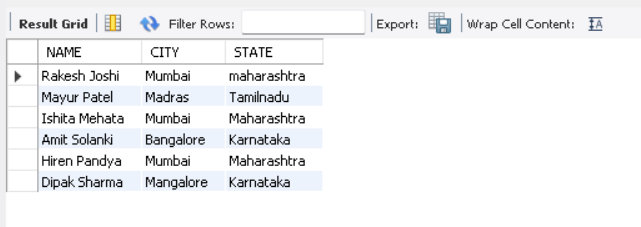 Result Grid Filter Rows: Export: Wrap Cell Content: IA
NAME CITY STATE
Rakesh Joshi Mumbai maharashtra
Mayur Patel Madras Tamilnadu
Ishita Mehata Mumbai Maharashtra
Amit Solanki Bangalore Karnataka
Hiren Pandya Mumbai Maharashtra
Dipak Sharma Mangalore Karnataka